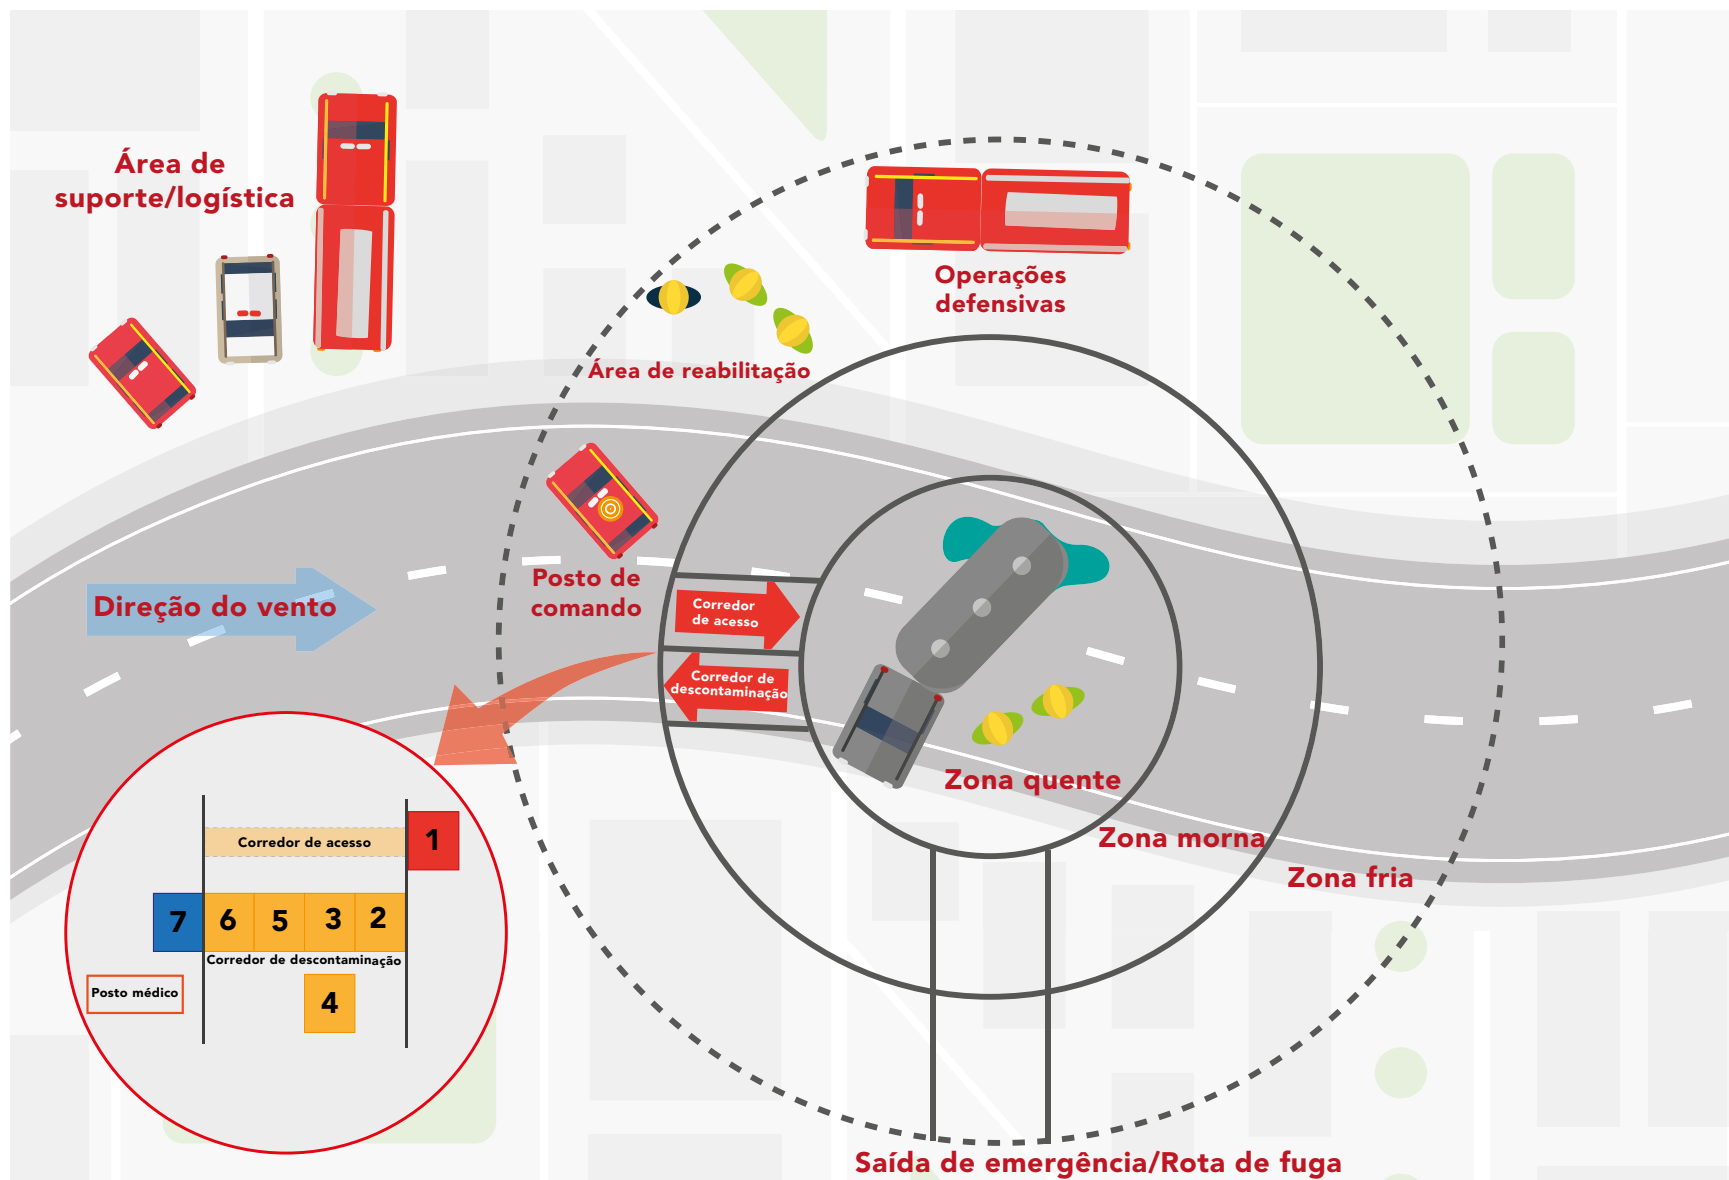 Área de
suporte/logística
Operações
defensivas
Área de reabilitação
Posto de
comando
Direção do vento
Corredor
de acesso
Corredor de
descontaminação
Zona quente
Zona morna
Zona fria
Corredor de acesso
1
7
6
5
3
2
Corredor de descontaminação
Posto médico
4
Saída de emergência/Rota de fuga